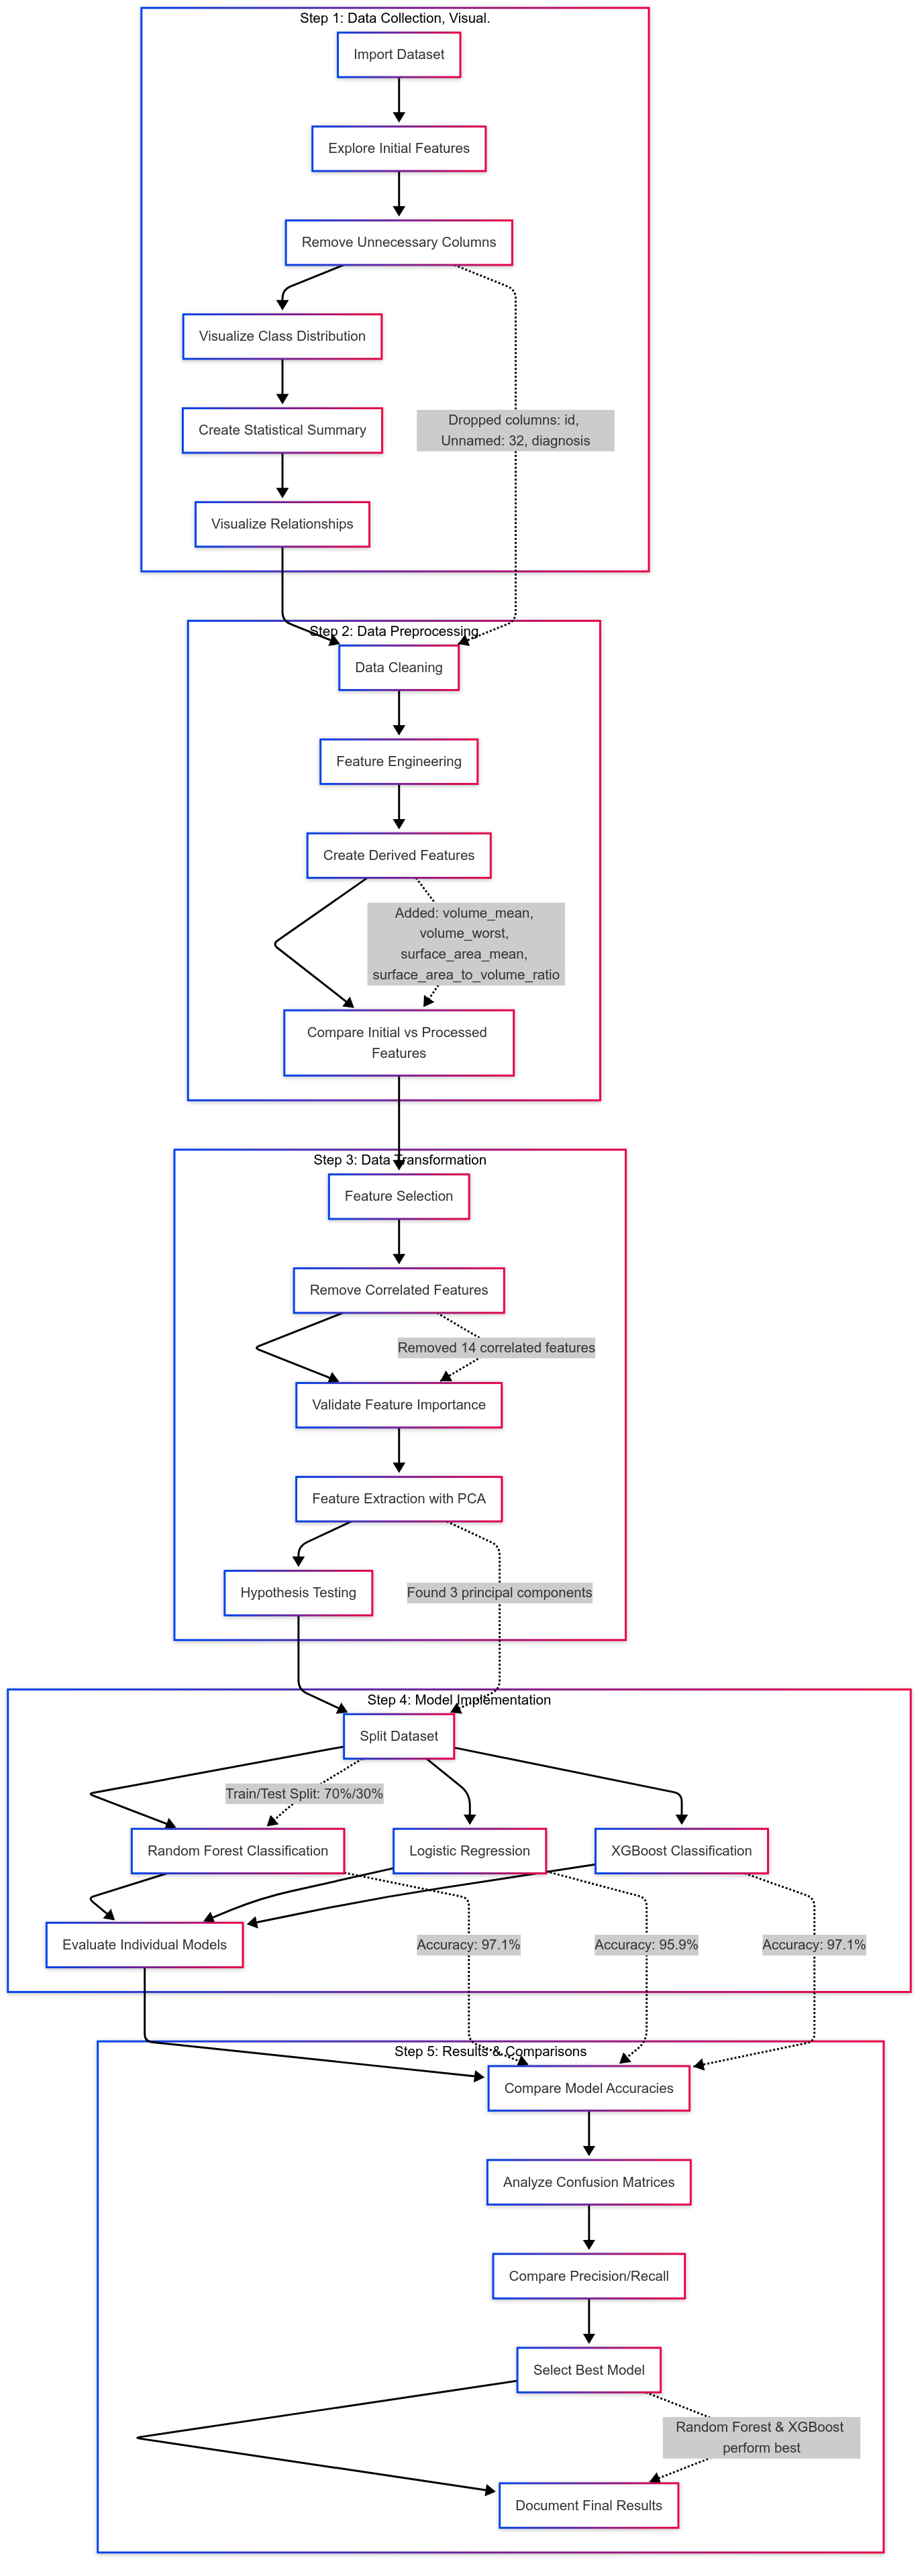 Step 1: Data Collection, Visual.
Import Dataset
Explore Initial Features
Remove Unnecessary Columns
Visualize Class Distribution
Create Statistical Summary
Dropped columns: id,
Unnamed: 32, diagnosis
Visualize Relationships
Step 2: Data Preprocessing
Data Cleaning
Feature Engineering
Create Derived Features
Added: volume_mean,
volume_worst,
surface_area_mean,
surface_area_to_volume_ratio
Compare Initial vs Processed
Features
Step 3: Data Transformation
Feature Selection
Remove Correlated Features
Removed 14 correlated features
Validate Feature Importance
Feature Extraction with PCA
Hypothesis Testing
Found 3 principal components
Step 4: Model Implementation
Split Dataset
Train/Test Split: 70%/30%
Random Forest Classification
Logistic Regression
XGBoost Classification
Evaluate Individual Models
Accuracy: 97.1%
Accuracy: 95.9%
Accuracy: 97.1%
Step 5: Results & Comparisons
Compare Model Accuracies
Analyze Confusion Matrices
Compare Precision/Recall
Select Best Model
Random Forest & XGBoost
perform best
Document Final Results